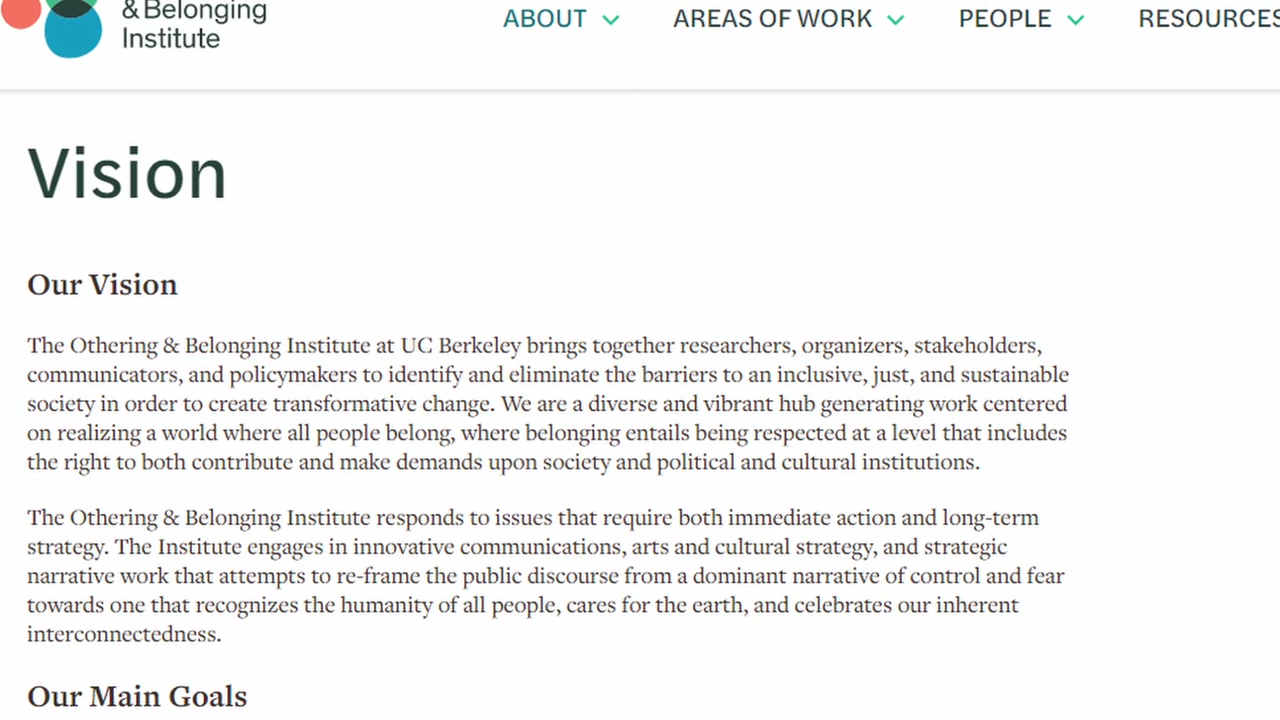 & Belonging
Institute
ABOUT
AREAS OF WORK
PEOPLE
RESOURCES
Vision
Our Vision
The Othering & Belonging Institute at UC Berkeley brings together researchers, organizers, stakeholders,
communicators, and policymakers to identify and eliminate the barriers to an inclusive, just, and sustainable
society in order to create transformative change. We are a diverse and vibrant hub generating work centered
on realizing a world where all people belong, where belonging entails being respected at a level that includes
the right to both contribute and make demands upon society and political and cultural institutions.
The Othering & Belonging Institute responds to issues that require both immediate action and long-term
strategy. The Institute engages in innovative communications, arts and cultural strategy, and strategic
narrative work that attempts to re-frame the public discourse from a dominant narrative of control and fear
towards one that recognizes the humanity of all people, cares for the earth, and celebrates our inherent
interconnectedness.
Our Main Goals